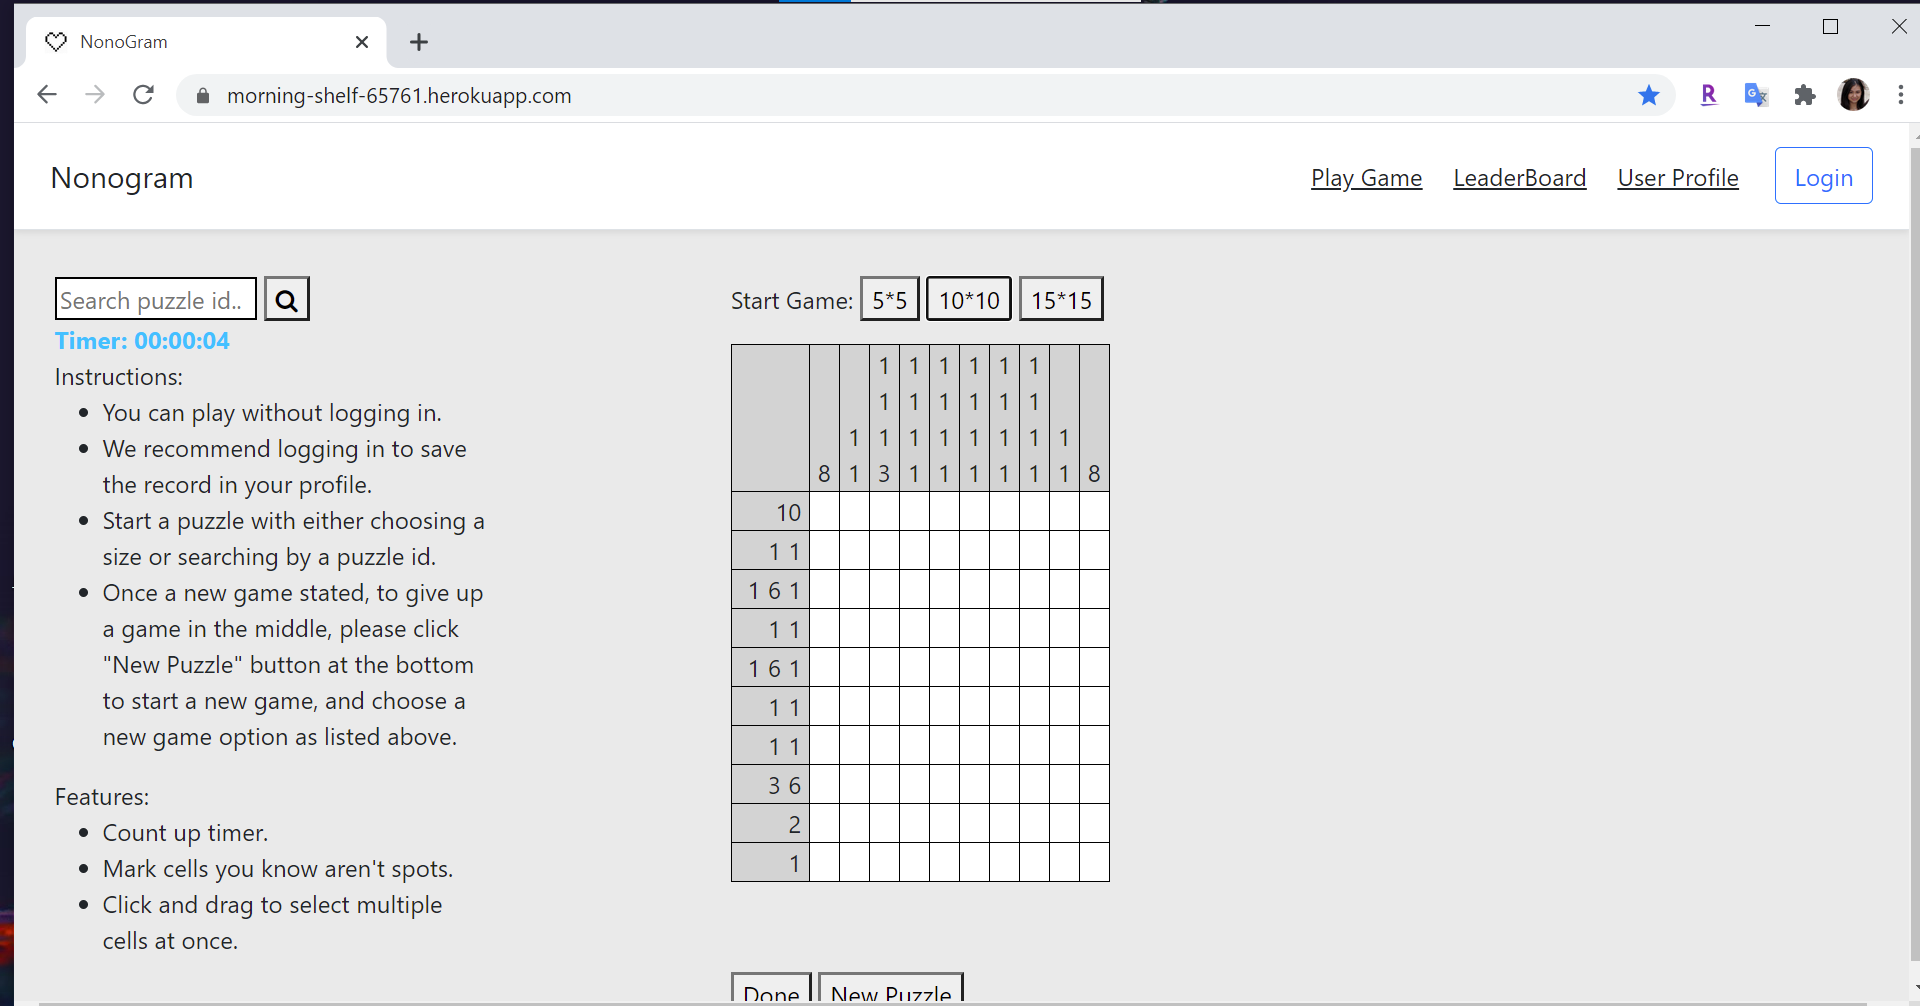 NonoGram
morning-shelf-65761.herokuapp.com
R
G
Nonogram
Play Game LeaderBoard User Profile Login
Search puzzle id..
Start Game: 5*5 10*10 15*15
Timer: 00:00:04
Instructions:
You can play without logging in.
We recommend logging in to save
the record in your profile.
Start a puzzle with either choosing a
size or searching by a puzzle id.
Once a new game stated, to give up
a game in the middle, please click
"New Puzzle" button at the bottom
to start a new game, and choose a
new game option as listed above.
Features:
Count up timer.
Mark cells you know aren't spots.
Click and drag to select multiple
cells at once.
1 1 1 1 1 1
1 1 1 1 1 1
1 1 1 1 1 1 1 1
8 1 3 1 1 1 1 1 1 8
10
1 1
1 6 1
1 1
1 6 1
1 1
1 1
3 6
2
1
Done New Puzzle